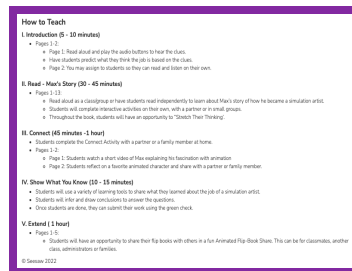 How to Teach
I. Introduction (5 - 10 minutes)
• Pages 1-2:
o Page 1: Read aloud and play the audio buttons to hear the clues.
o Have students predict what they think the job is based on the clues.
o Page 2: You may assign to students so they can read and listen on their own.
II. Read - Max's Story (30 - 45 minutes)
• Pages 1-13:
o Read aloud as a class/group or have students read independently to learn about Max's story of how he became a simulation artist.
o Students will complete interactive activities on their own, with a partner or in small groups.
o Throughout the book, students will have an opportunity to 'Stretch Their Thinking'.
III. Connect (45 minute -1 hour)
• Students complete the Connect Activity with a partner or family member at home.
• Pages 1-2:
o Page 1: Students watch a short video of Max explaining his fascination with animation
o Page 2: Students reflect on a favorite animated character and share with a partner or family member.
IV. Show What You Know (10 - 15 minutes)
• Students will use a variety of learning tools to share what they learned about the job of a simulation artist.
• Students will infer and draw conclusions to answer the questions.
• Once students are done, they can submit their work using the green check.
V. Extend ( 1 hour)
• Pages 1-5:
o Students will have an opportunity to share their flip books with others in a fun Animated Flip Book Share. This can be for classmates, another
class, administrators or families.
© Seesaw 2022